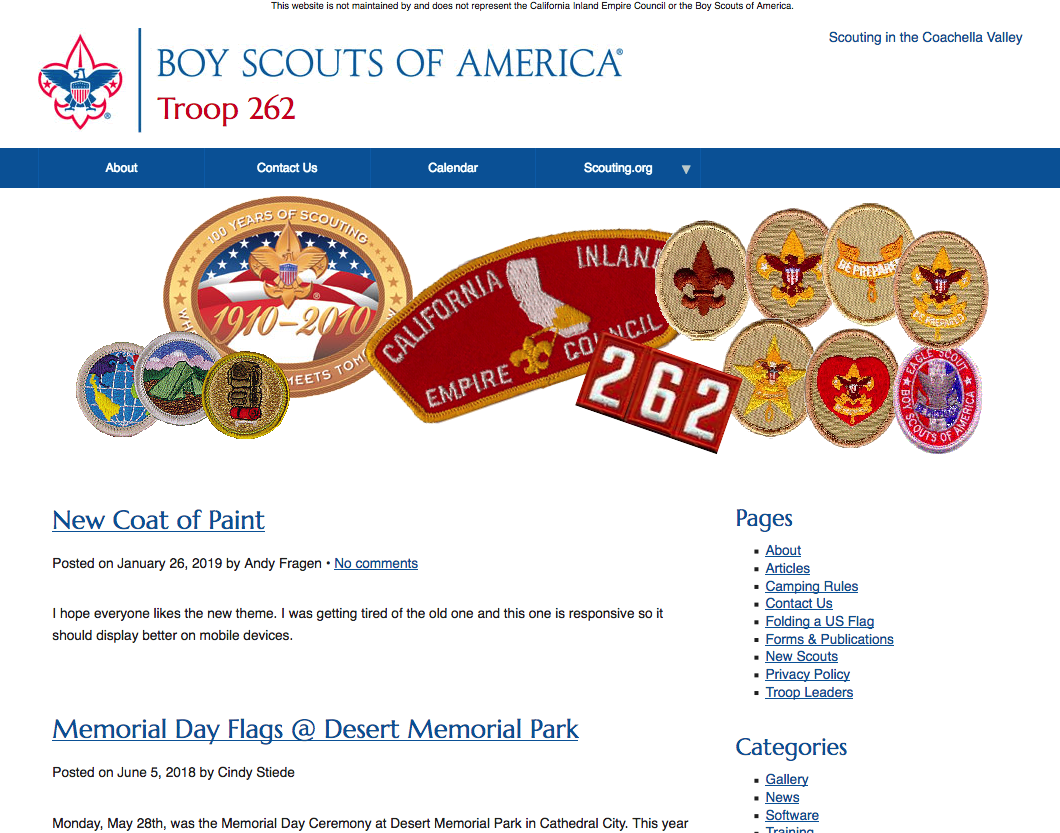 This website is not maintained by and does not represent the California Inland Empire Council or the Boy Scouts of America.
Scouting in the Coachella Valley
BOY SCOUTS OF AMERICA®
Troop 262
About
Contact Us
Calendar
Scouting.org ▼
100 YEARS OF SCOUTING
1910–2010
MEETS TOM
CALIFORNIA
INLAN
EMPIRE
COUNCIL
262
BE PREPARE
BE PREPARED
EAGLE SCOUT
BOY SCOUTS OF AMERICA
New Coat of Paint
Posted on January 26, 2019 by Andy Fragen • No comments
I hope everyone likes the new theme. I was getting tired of the old one and this one is responsive so it
should display better on mobile devices.
Memorial Day Flags @ Desert Memorial Park
Posted on June 5, 2018 by Cindy Stiede
Monday, May 28th, was the Memorial Day Ceremony at Desert Memorial Park in Cathedral City. This year
Pages
▪ About
▪ Articles
▪ Camping Rules
▪ Contact Us
▪ Folding a US Flag
▪ Forms & Publications
▪ New Scouts
▪ Privacy Policy
▪ Troop Leaders
Categories
▪ Gallery
▪ News
▪ Software
▪ Training